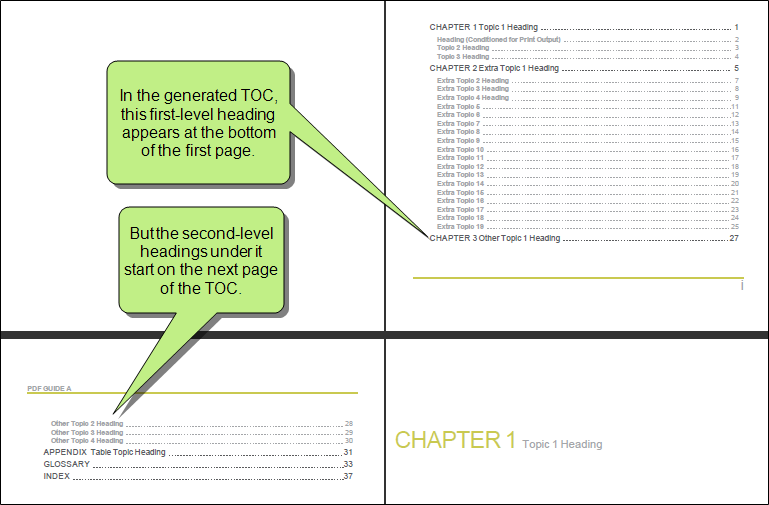 In the generated TOC,
this first-level heading
appears at the bottom
of the first page.
But the second-level
headings under it
start on the next page
of the TOC.
CHAPTER 1 Topic 1 Heading 1
Heading (Conditioned for Print Output) 2
Topic 2 Heading 3
Topic 3 Heading 4
CHAPTER 2 Extra Topic 1 Heading 5
Extra Topic 2 Heading 7
Extra Topic 3 Heading 8
Extra Topic 4 Heading 9
Extra Topic 5 11
Extra Topic 6 12
Extra Topic 7 13
Extra Topic 8 14
Extra Topic 9 15
Extra Topic 10 16
Extra Topic 11 17
Extra Topic 12 18
Extra Topic 13 19
Extra Topic 14 20
Extra Topic 15 21
Extra Topic 16 22
Extra Topic 17 23
Extra Topic 18 24
Extra Topic 19 25
CHAPTER 3 Other Topic 1 Heading 27
i
PDF GUIDE A
Other Topic 2 Heading 28
Other Topic 3 Heading 29
Other Topic 4 Heading 30
APPENDIX Table Topic Heading 31
GLOSSARY 33
INDEX 37
CHAPTER 1 Topic 1 Heading